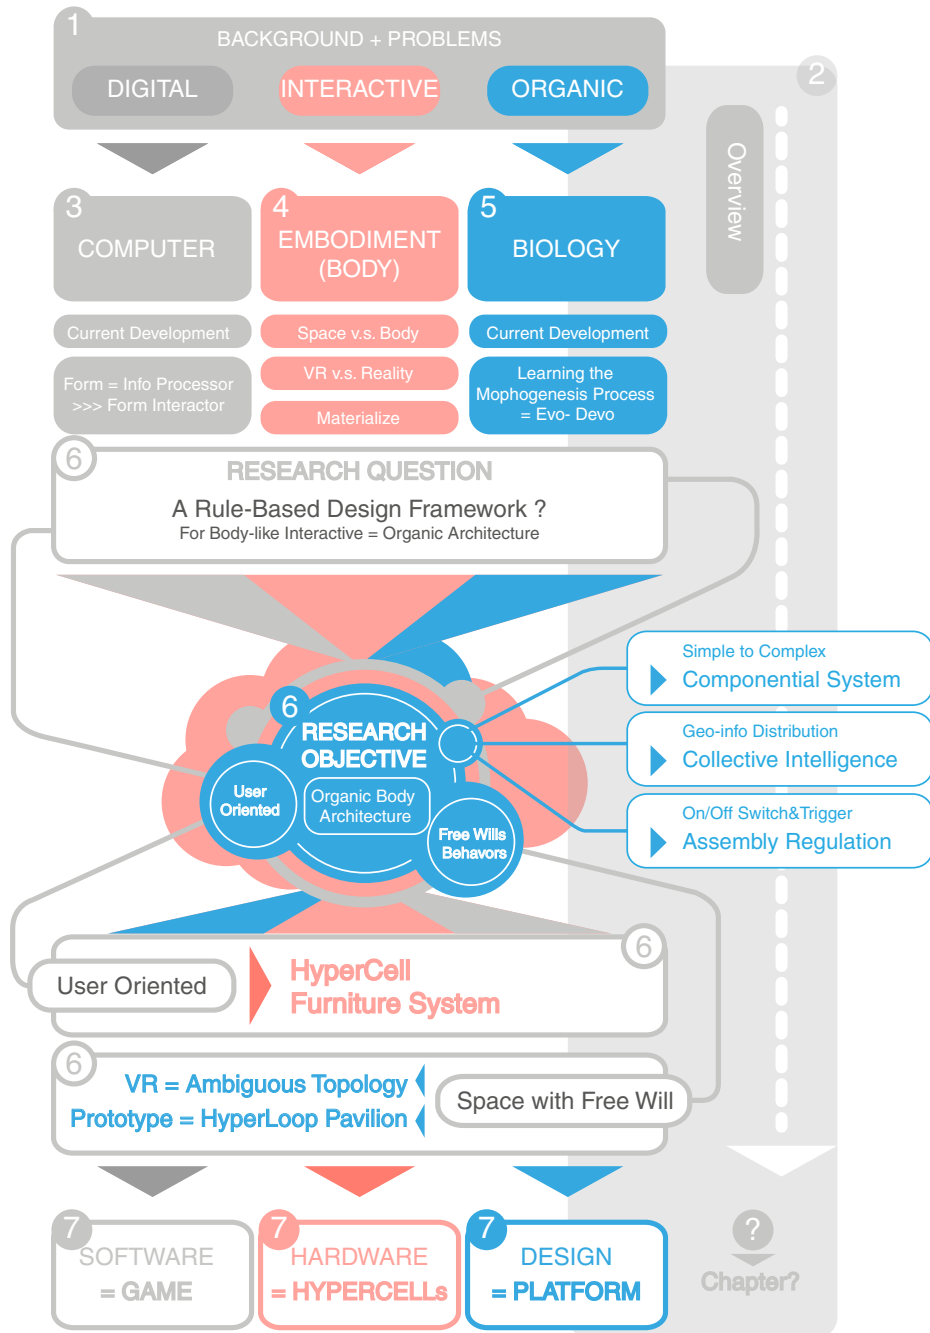 1
BACKGROUND + PROBLEMS
DIGITAL
INTERACTIVE
ORGANIC
2
Overview
3
COMPUTER
4
EMBODIMENT
(BODY)
5
BIOLOGY
Current Development
Form = Info Processor
>>> Form Interactor
Space v.s. Body
VR v.s. Reality
Materialize
Current Development
Learning the
Mophogenesis Process
= Evo- Devo
6
RESEARCH QUESTION
A Rule-Based Design Framework ?
For Body-like Interactive = Organic Architecture
6
RESEARCH
OBJECTIVE
Organic Body
Architecture
User
Oriented
Free Wills
Behavors
Simple to Complex
Componential System
Geo-info Distribution
Collective Intelligence
On/Off Switch&Trigger
Assembly Regulation
6
User Oriented
HyperCell
Furniture System
6
VR = Ambiguous Topology
Prototype = HyperLoop Pavilion
Space with Free Will
7
SOFTWARE
= GAME
7
HARDWARE
= HYPERCELLs
7
DESIGN
= PLATFORM
?
Chapter?